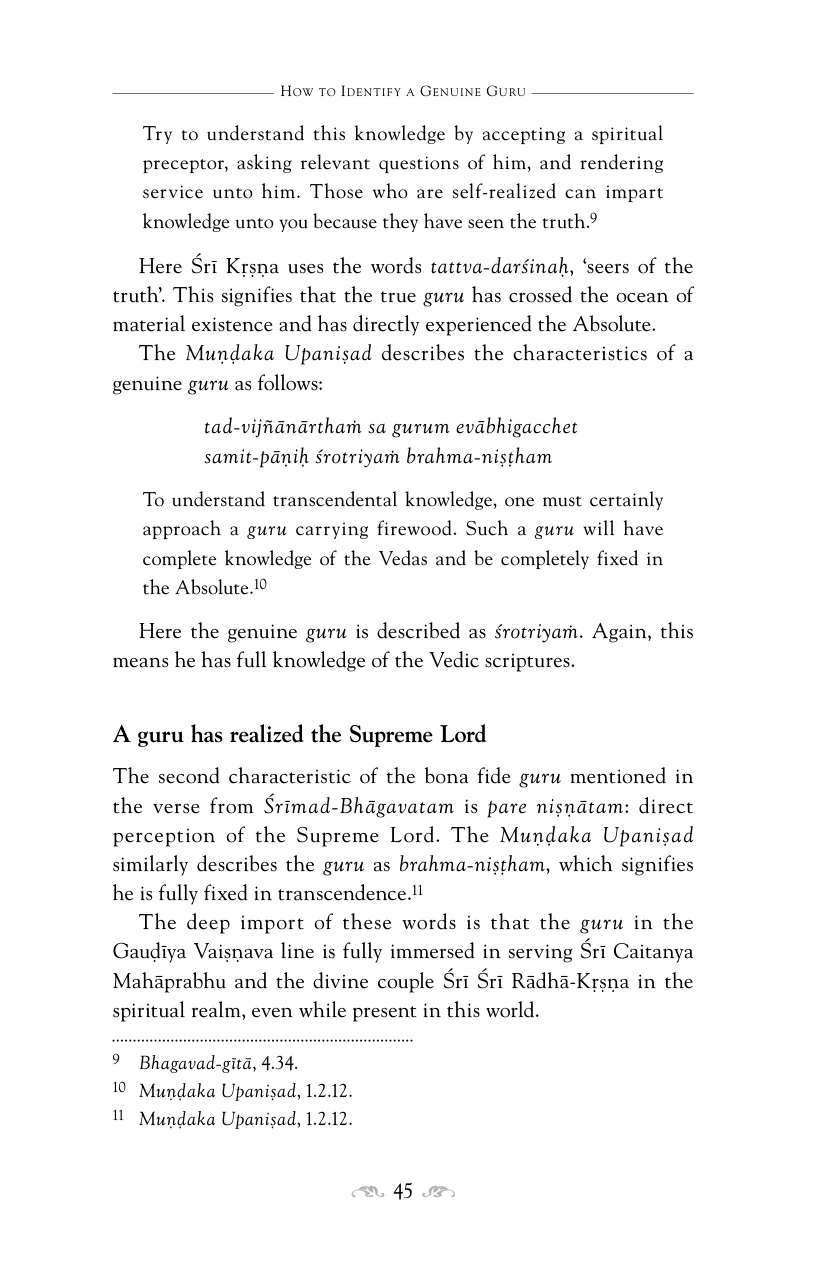 How to Identify a Genuine Guru
Try to understand this knowledge by accepting a spiritual
preceptor, asking relevant questions of him, and rendering
service unto him. Those who are self-realized can impart
knowledge unto you because they have seen the truth.9
Here Śrī Kṛṣṇa uses the words tattva-darśinaḥ, ‘seers of the
truth’. This signifies that the true guru has crossed the ocean of
material existence and has directly experienced the Absolute.
The Muṇḍaka Upaniṣad describes the characteristics of a
genuine guru as follows:
tad-vijñānārthaṁ sa gurum evābhigacchet
samit-pāṇiḥ śrotriyaṁ brahma-niṣṭham
To understand transcendental knowledge, one must certainly
approach a guru carrying firewood. Such a guru will have
complete knowledge of the Vedas and be completely fixed in
the Absolute.10
Here the genuine guru is described as śrotriyaṁ. Again, this
means he has full knowledge of the Vedic scriptures.
A guru has realized the Supreme Lord
The second characteristic of the bona fide guru mentioned in
the verse from Śrīmad-Bhāgavatam is pare niṣṇātam: direct
perception of the Supreme Lord. The Muṇḍaka Upaniṣad
similarly describes the guru as brahma-niṣṭham, which signifies
he is fully fixed in transcendence.11
The deep import of these words is that the guru in the
Gauḍīya Vaiṣṇava line is fully immersed in serving Śrī Caitanya
Mahāprabhu and the divine couple Śrī Śrī Rādhā-Kṛṣṇa in the
spiritual realm, even while present in this world.
9 Bhagavad-gītā, 4.34.
10 Muṇḍaka Upaniṣad, 1.2.12.
11 Muṇḍaka Upaniṣad, 1.2.12.
45